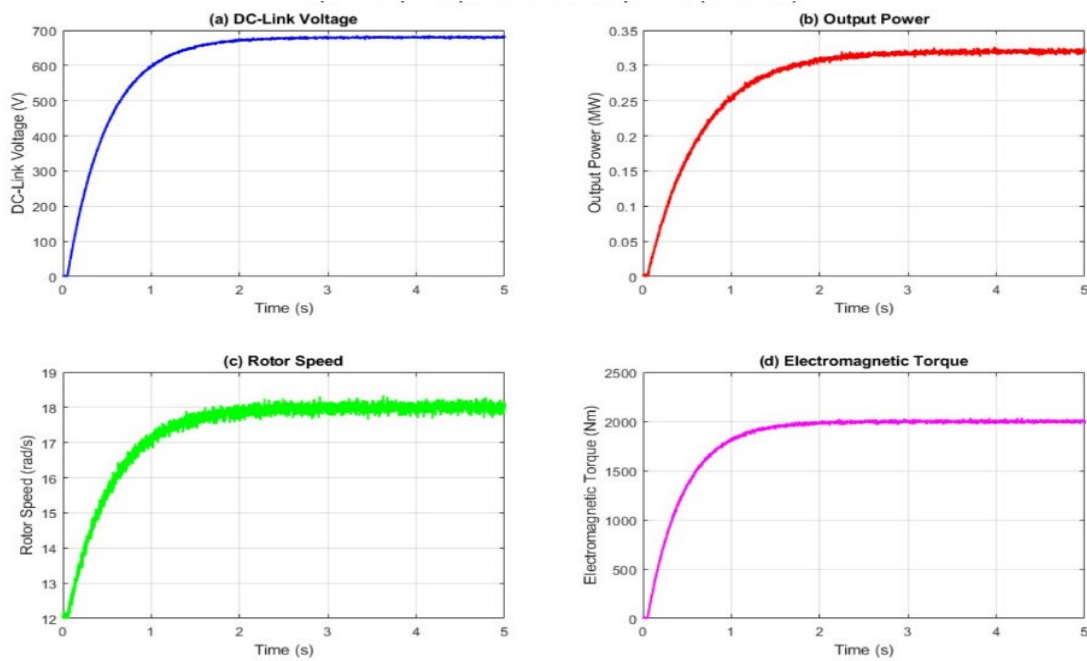 (a) DC-Link Voltage
700
600
500
400
300
200
100
0
DC-Link Voltage (V)
0 1 2 3 4 5
Time (s)
(b) Output Power
0.35
0.3
0.25
0.2
0.15
0.1
0.05
0
Output Power (MW)
0 1 2 3 4 5
Time (s)
(c) Rotor Speed
19
18
17
16
15
14
13
12
Rotor Speed (rad/s)
0 1 2 3 4 5
Time (s)
(d) Electromagnetic Torque
2500
2000
1500
1000
500
0
Electromagnetic Torque (Nm)
0 1 2 3 4 5
Time (s)